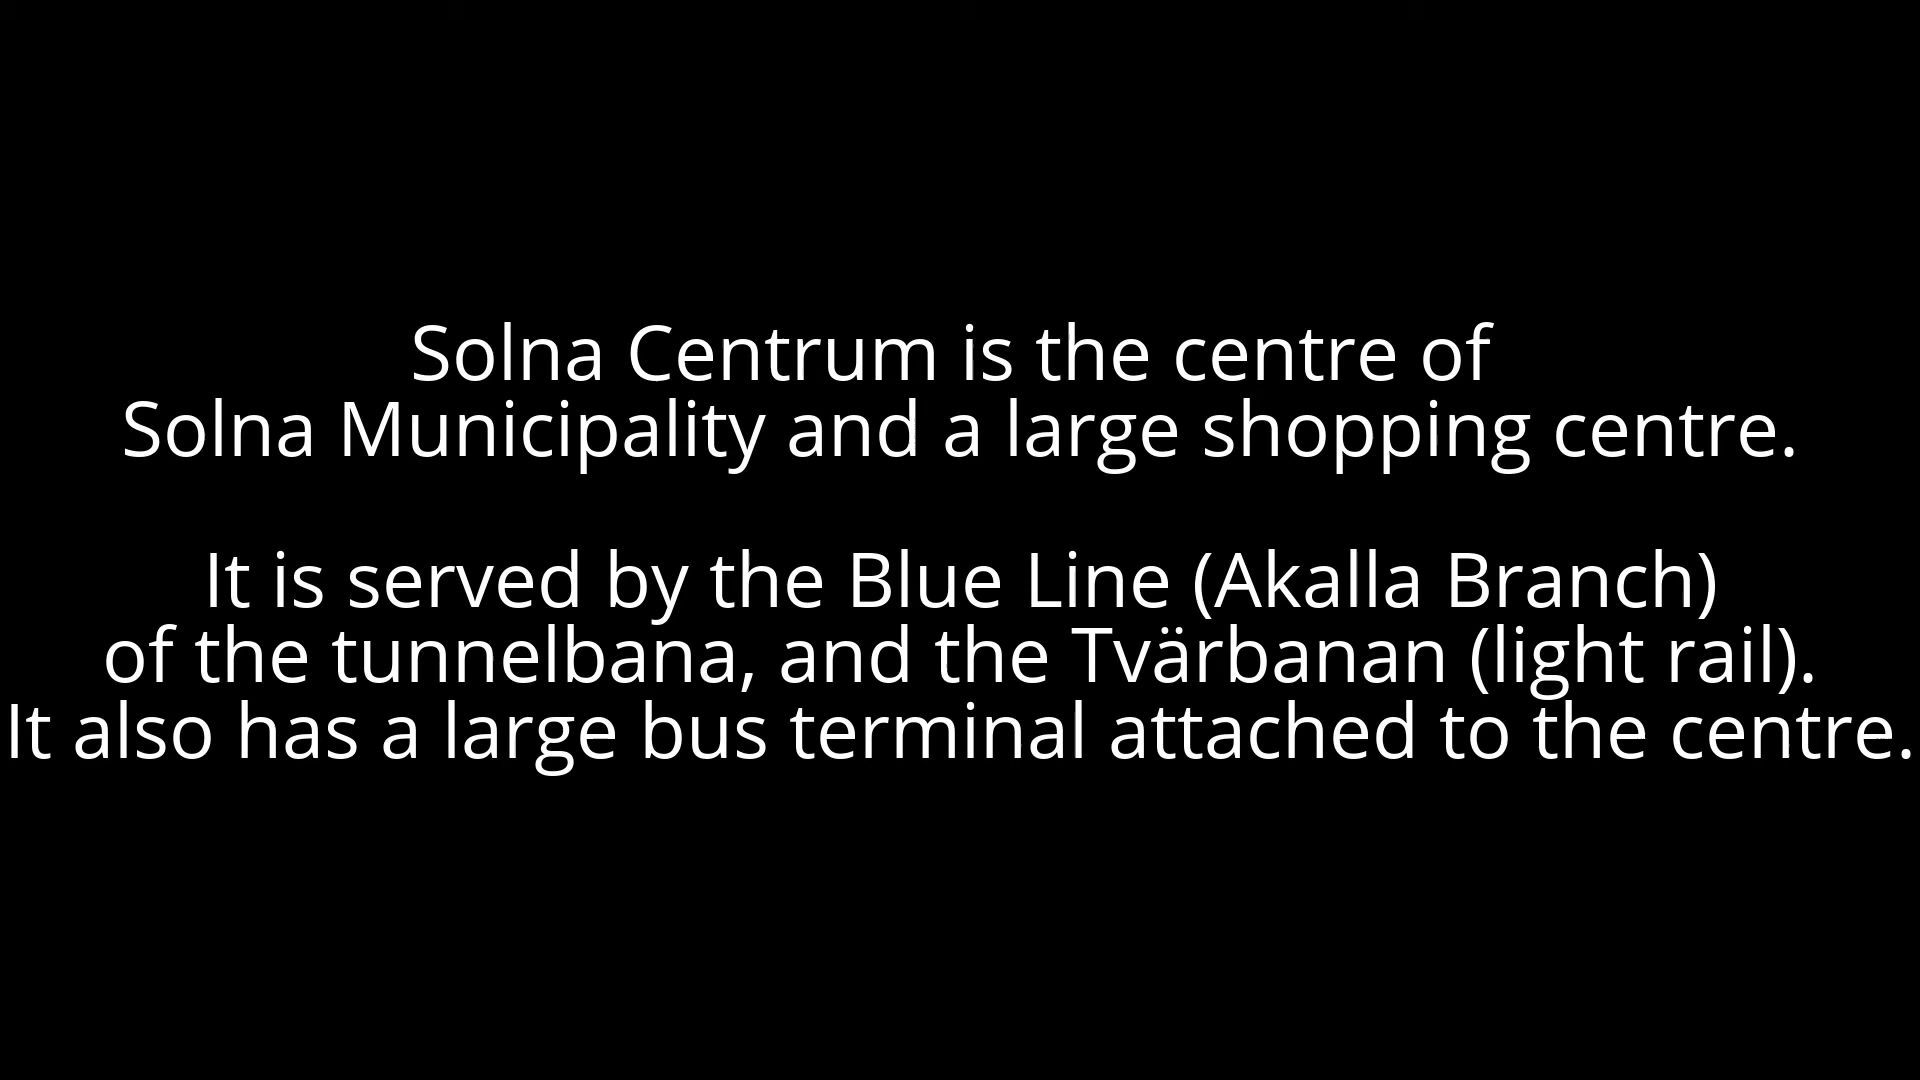 Solna Centrum is the centre of
Solna Municipality and a large shopping centre.
It is served by the Blue Line (Akalla Branch)
of the tunnelbana, and the Tvärbanan (light rail).
It also has a large bus terminal attached to the centre.